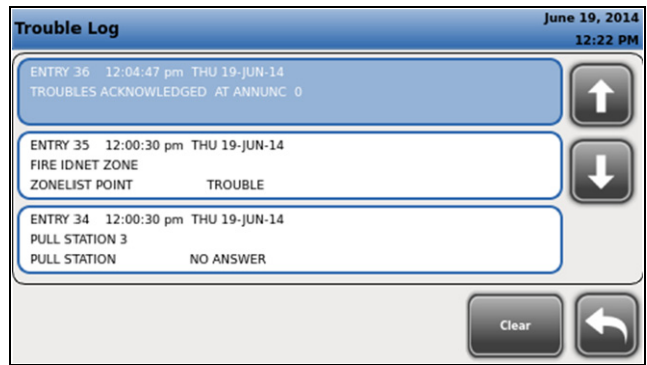 Trouble Log
June 19, 2014
12:22 PM
ENTRY 36 12:04:47 pm THU 19-JUN-14
TROUBLES ACKNOWLEDGED AT ANNUNC 0
ENTRY 35 12:00:30 pm THU 19-JUN-14
FIRE IDNET ZONE
ZONELIST POINT TROUBLE
ENTRY 34 12:00:30 pm THU 19-JUN-14
PULL STATION 3
PULL STATION NO ANSWER
Clear